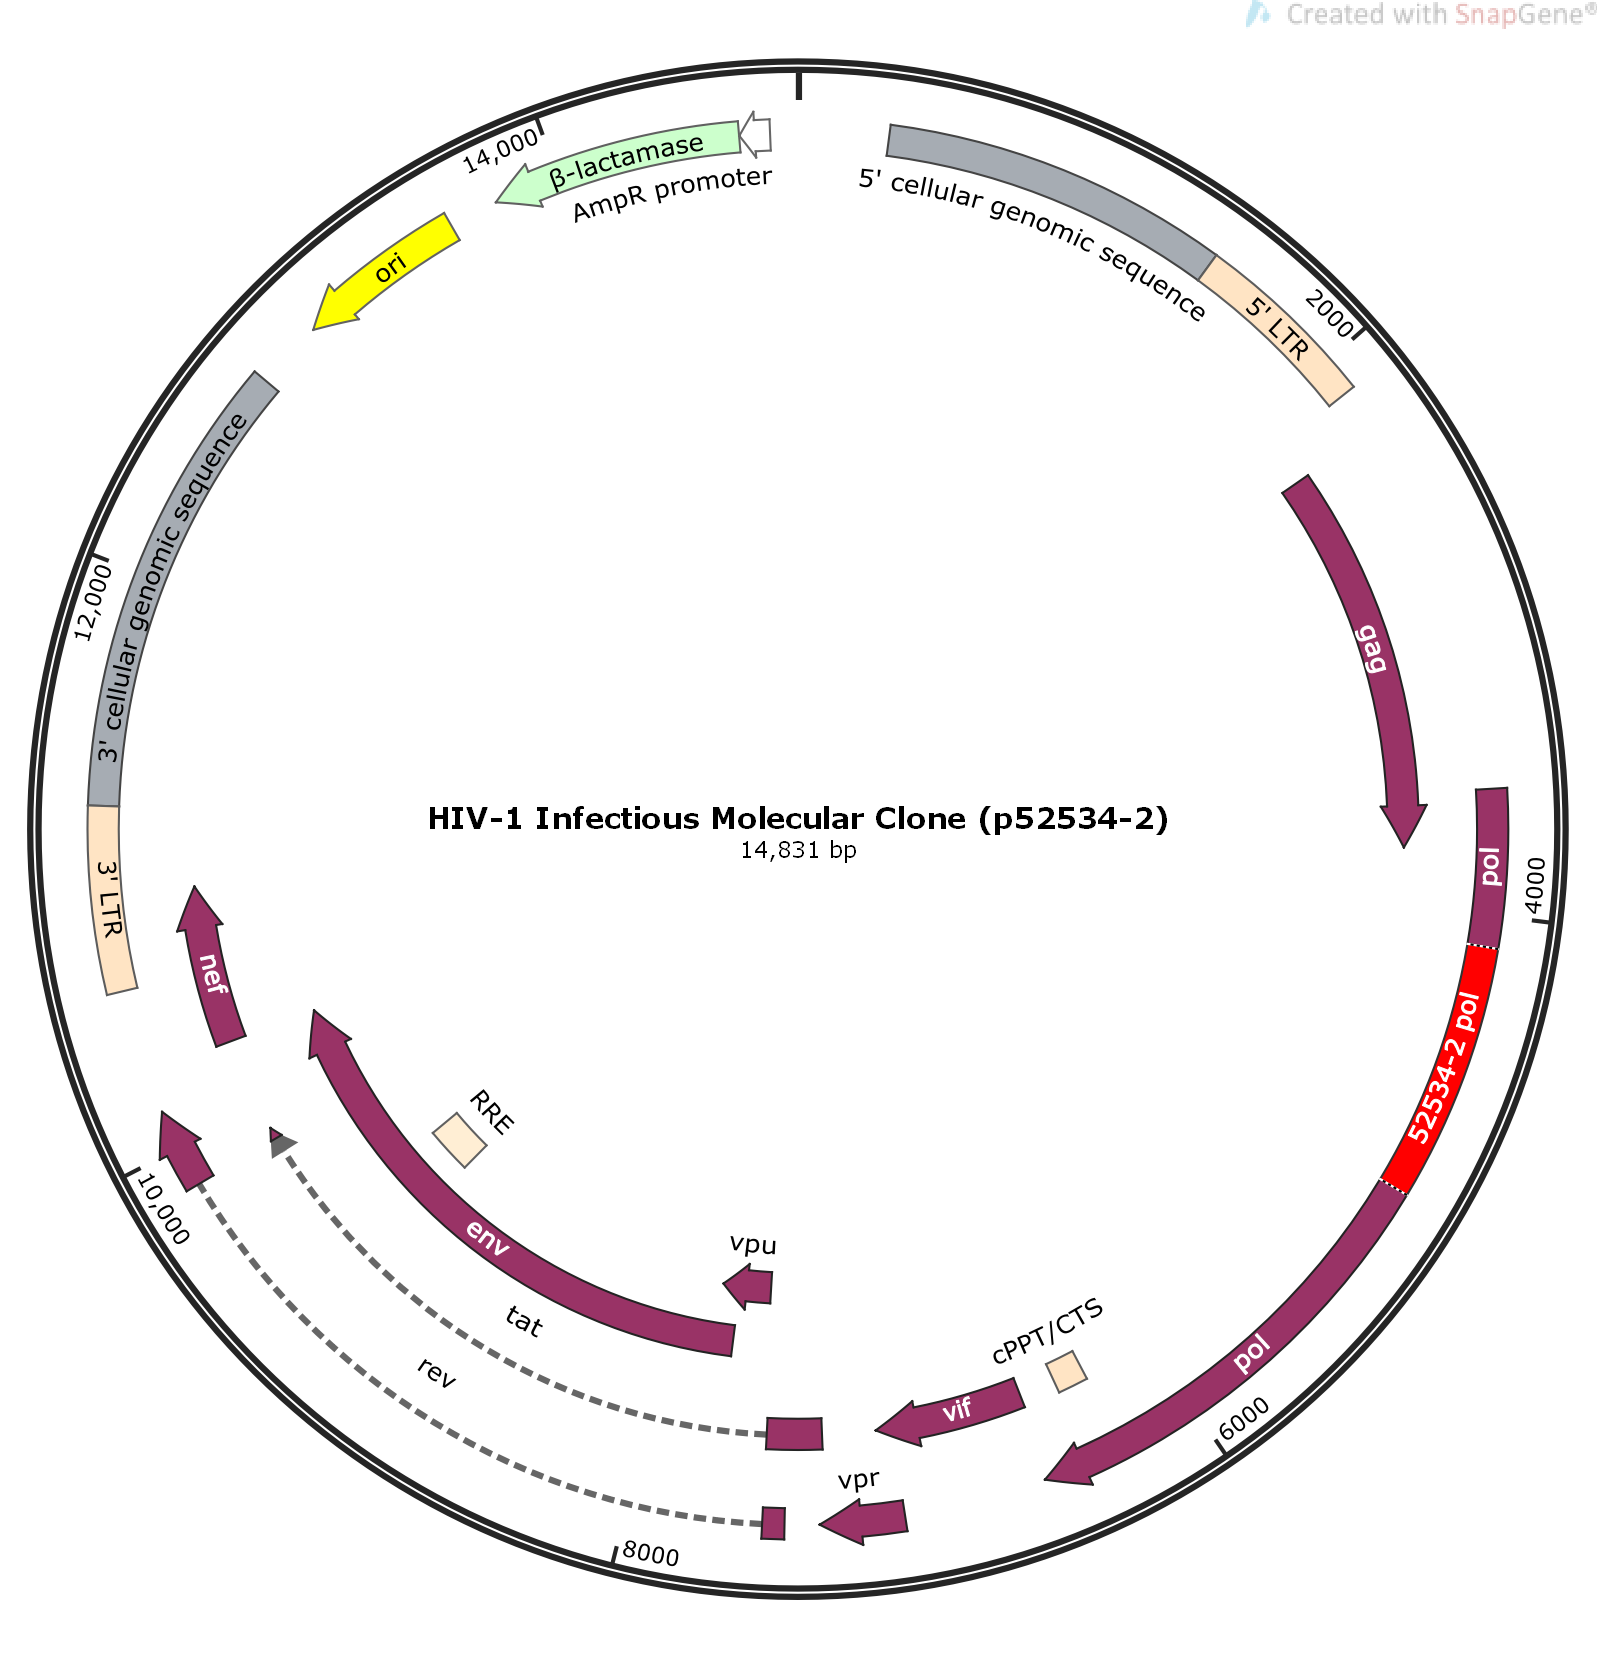 Created with SnapGene®
14,000
β-lactamase
AmpR promoter
5' cellular genomic sequence
5' LTR
2000
ori
gag
3' cellular genomic sequence
12,000
HIV-1 Infectious Molecular Clone (p52534-2)
14,831 bp
pol
4000
3' LTR
nef
52534-2 pol
RRE
10,000
env
vpu
tat
rev
cPPT/CTS
pol
vif
6000
vpr
8000